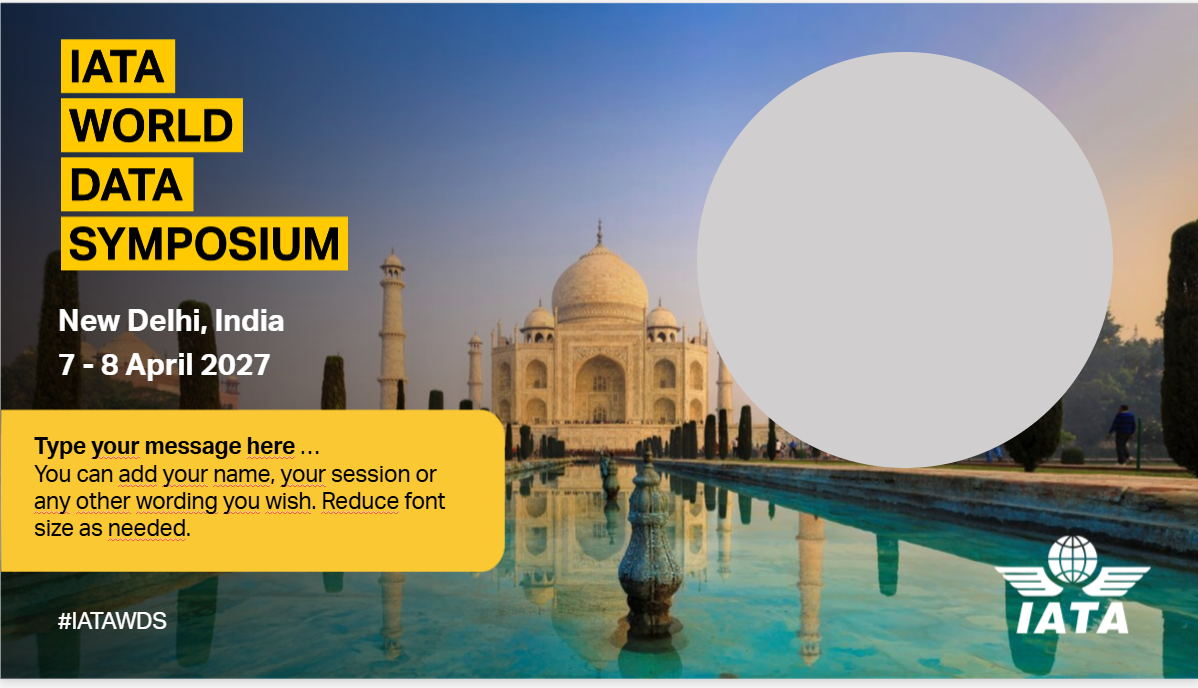 IATA
WORLD
DATA
SYMPOSIUM
New Delhi, India
7 - 8 April 2027
Type your message here ...
You can add your name, your session or
any other wording you wish. Reduce font
size as needed.
#IATAWDS
IATA